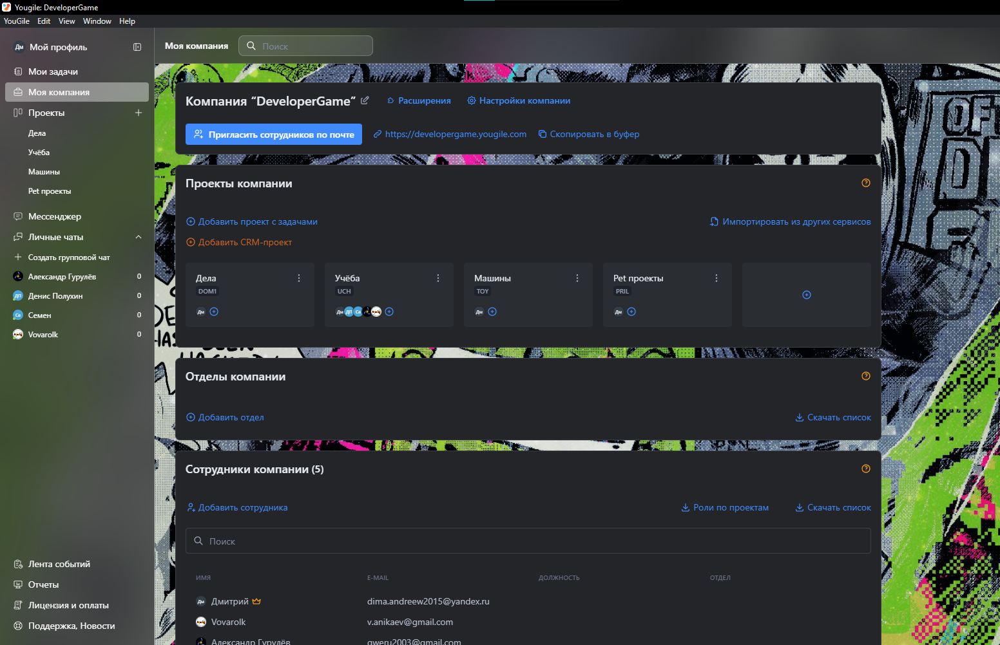 Yougile: DeveloperGame
YouGile Edit View Window Help
Дм Мой профиль
Моя компания
Поиск
Мои задачи
Моя компания
Проекты
Дела
Учёба
Машины
Pet проекты
Мессенджер
Личные чаты
Создать групповой чат
Александр Гурулёв 0
ДП Денис Полухин 0
Св Семен 0
Vovarolk 0
Лента событий
Отчеты
Лицензия и оплаты
Поддержка, Новости
Компания “DeveloperGame” Расширения Настройки компании
Пригласить сотрудников по почте https://developergame.yougile.com Скопировать в буфер
Проекты компании
Добавить проект с задачами Импортировать из других сервисов
Добавить CRM-проект
Дела
DOM1
Дм
Учёба
UCH
Дм ДП Св
Машины
TOY
Дм
Pet проекты
PRIL
Дм
Отделы компании
Добавить отдел Скачать список
Сотрудники компании (5)
Добавить сотрудника Роли по проектам Скачать список
Поиск
ИМЯ E-MAIL ДОЛЖНОСТЬ ОТДЕЛ
Дм Дмитрий dima.andreew2015@yandex.ru
Vovarolk v.anikaev@gmail.com
Александр Гурулёв qweru2003@gmail.com